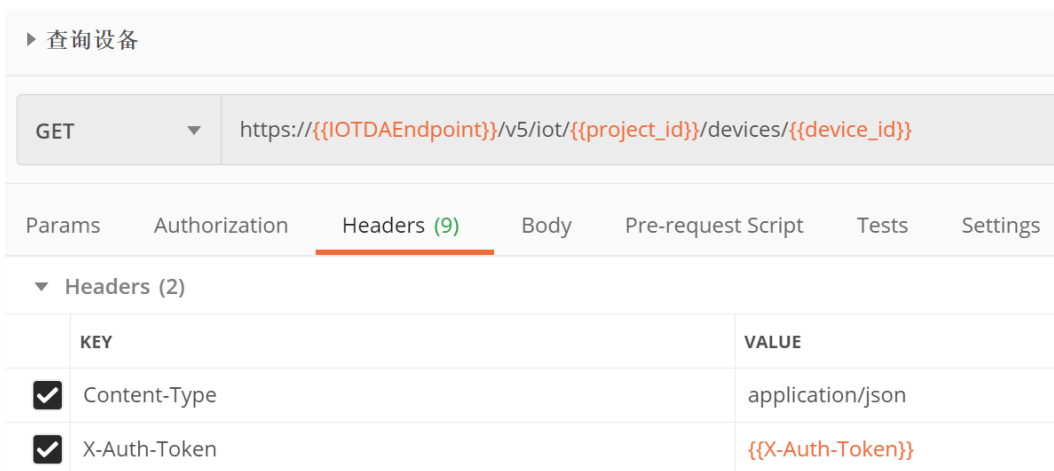 查询设备
GET https://{{IOTDAEndpoint}}/v5/iot/{{project_id}}/devices/{{device_id}}
Params Authorization Headers (9) Body Pre-request Script Tests Settings
Headers (2)
KEY VALUE
Content-Type application/json
X-Auth-Token {{X-Auth-Token}}